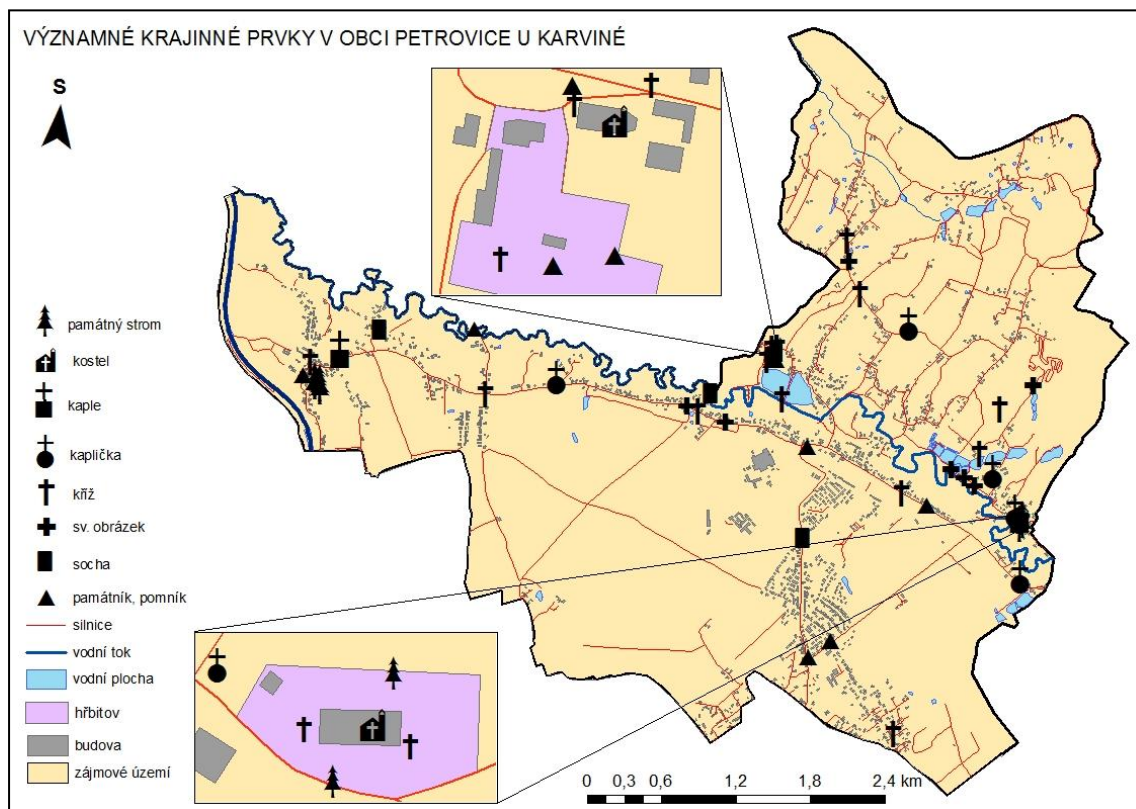 VÝZNAMNÉ KRAJINNÉ PRVKY V OBCI PETROVICE U KARVINÉ
S
památný strom
kostel
kaple
kaplička
kříž
sv. obrázek
socha
památník, pomník
silnice
vodní tok
vodní plocha
hřbitov
budova
zájmové území
0 0,3 0,6 1,2 1,8 2,4 km